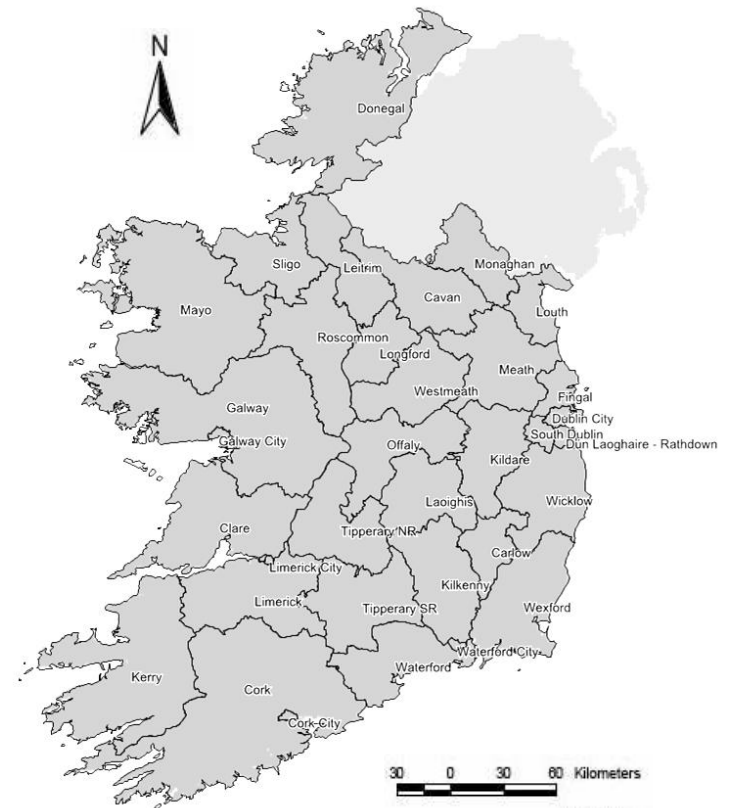 N
Donegal
Monaghan
Sligo
Leitrim
Cavan
Mayo
Louth
Roscommon
Longford
Meath
Westmeath
Fingal
Galway
Dublin City
South Dublin
Galway City
Offaly
Dun Laoghaire - Rathdown
Kildare
Laoighis
Wicklow
Clare
Tipperary NR
Carlow
Limerick City
Kilkenny
Limerick
Tipperary SR
Wexford
Waterford City
Waterford
Kerry
Cork
Cork City
30 0 30 60 Kilometers